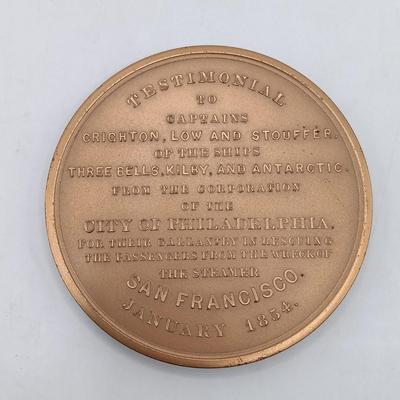 TESTIMONIAL
TO
CAPTAINS
CRIGHTON, LOW AND STOUFFER.
OF THE SHIPS
THREE BELLS, KILBY, AND ANTARCTIC.
FROM THE CORPORATION
OF THE
CITY OF PHILADELPHIA.
FOR THEIR GALLANTRY IN RESCUING
THE PASSENGERS FROM THE WRECK OF
THE STEAMER
SAN FRANCISCO.
JANUARY 1854.